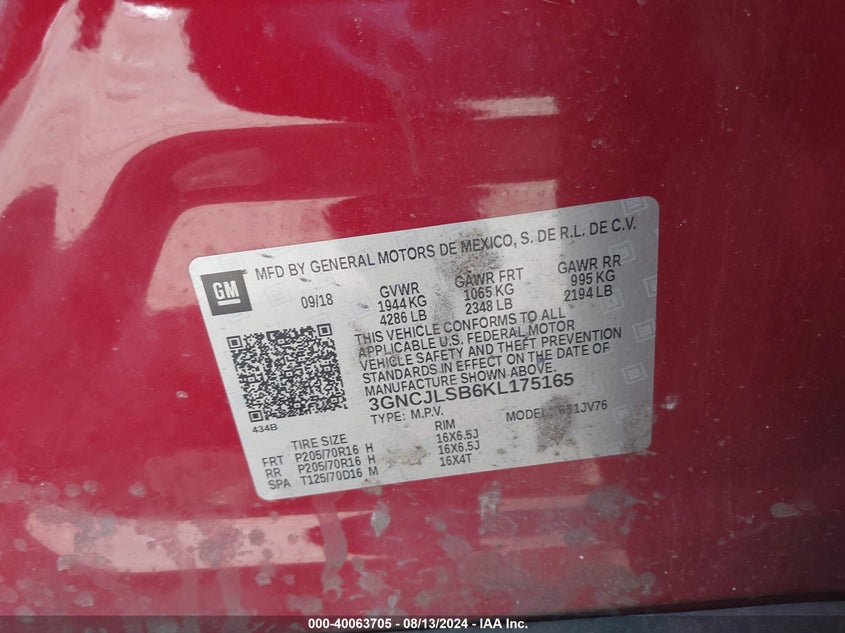 GM
MFD BY GENERAL MOTORS DE MEXICO, S. DE R.L. DE C.V.
09/18
GVWR GAWR FRT GAWR RR
1944 KG 1065 KG 995 KG
4286 LB 2348 LB 2194 LB
THIS VEHICLE CONFORMS TO ALL
APPLICABLE U.S. FEDERAL MOTOR
VEHICLE SAFETY AND THEFT PREVENTION
STANDARDS IN EFFECT ON THE DATE OF
MANUFACTURE SHOWN ABOVE.
434B
3GNCJLSB6KL175165
TYPE: M.P.V. MODEL:
TIRE SIZE RIM
FRT P205/70R16 H 16X6.5J
RR P205/70R16 H 16X6.5J
SPA T125/70D16 M 16X4T
000-40063705 - 08/13/2024 - IAA Inc.